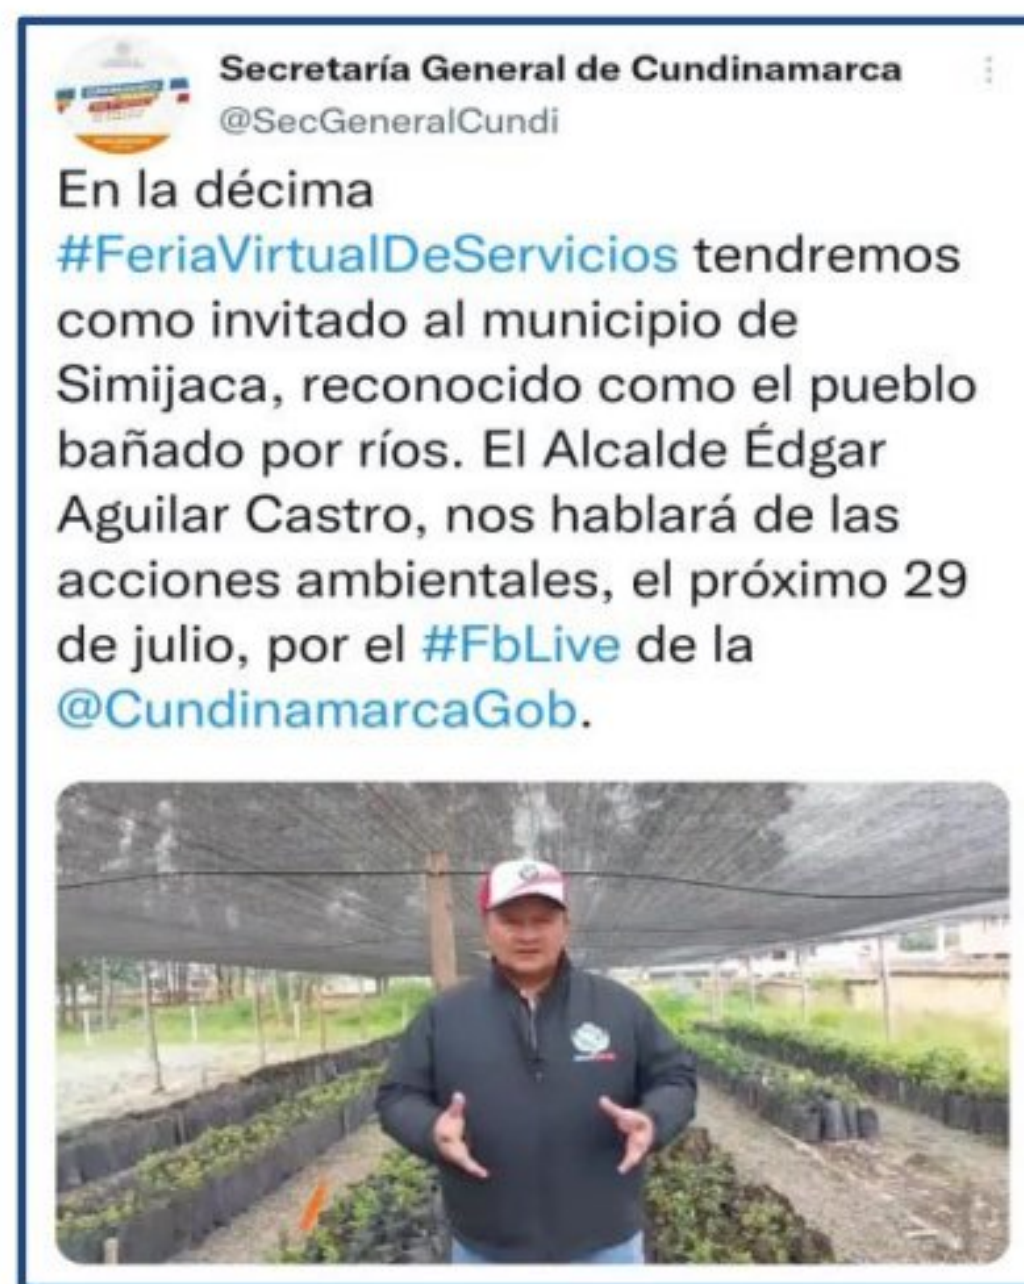 Secretaría General de Cundinamarca
@SecGeneralCundi
En la décima
#FeriaVirtualDeServicios tendremos
como invitado al municipio de
Simijaca, reconocido como el pueblo
bañado por ríos. El Alcalde Édgar
Aguilar Castro, nos hablará de las
acciones ambientales, el próximo 29
de julio, por el #FbLive de la
@CundinamarcaGob.